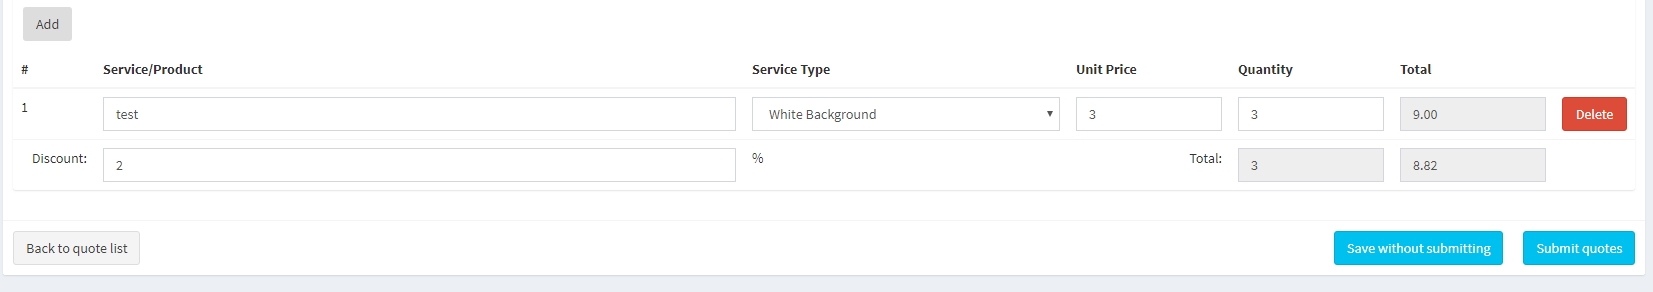 Add
# Service/Product Service Type Unit Price Quantity Total
1 test White Background 3 3 9.00 Delete
Discount: 2 % Total: 3 8.82
Back to quote list Save without submitting Submit quotes